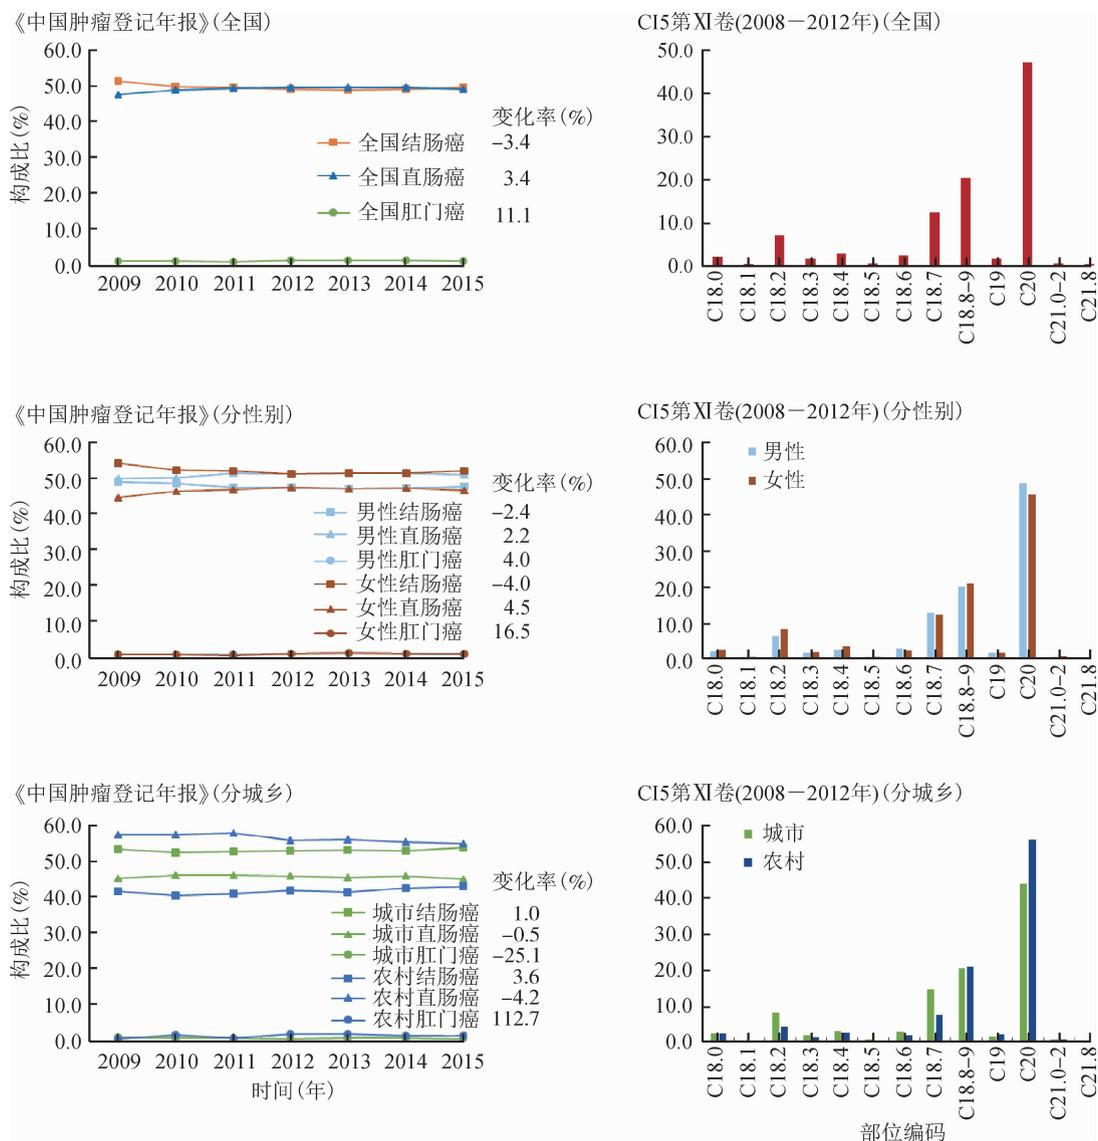 《中国肿瘤登记年报》(全国)
60.0
50.0
40.0
30.0
20.0
10.0
0.0
构成比(%)
变化率(%)
全国结肠癌 -3.4
全国直肠癌 3.4
全国肛门癌 11.1
2009 2010 2011 2012 2013 2014 2015
CI5第Ⅺ卷(2008-2012年)(全国)
50.0
40.0
30.0
20.0
10.0
0.0
C18.0 C18.1 C18.2 C18.3 C18.4 C18.5 C18.6 C18.7 C18.8-9 C19 C20 C21.0-2 C21.8
《中国肿瘤登记年报》(分性别)
60.0
50.0
40.0
30.0
20.0
10.0
0.0
构成比(%)
变化率(%)
男性结肠癌 -2.4
男性直肠癌 2.2
男性肛门癌 4.0
女性结肠癌 -4.0
女性直肠癌 4.5
女性肛门癌 16.5
2009 2010 2011 2012 2013 2014 2015
CI5第Ⅺ卷(2008-2012年)(分性别)
60.0
50.0
40.0
30.0
20.0
10.0
0.0
男性
女性
C18.0 C18.1 C18.2 C18.3 C18.4 C18.5 C18.6 C18.7 C18.8-9 C19 C20 C21.0-2 C21.8
《中国肿瘤登记年报》(分城乡)
60.0
50.0
40.0
30.0
20.0
10.0
0.0
构成比(%)
变化率(%)
城市结肠癌 1.0
城市直肠癌 -0.5
城市肛门癌 -25.1
农村结肠癌 3.6
农村直肠癌 -4.2
农村肛门癌 112.7
2009 2010 2011 2012 2013 2014 2015
时间(年)
CI5第Ⅺ卷(2008-2012年)(分城乡)
60.0
50.0
40.0
30.0
20.0
10.0
0.0
城市
农村
C18.0 C18.1 C18.2 C18.3 C18.4 C18.5 C18.6 C18.7 C18.8-9 C19 C20 C21.0-2 C21.8
部位编码